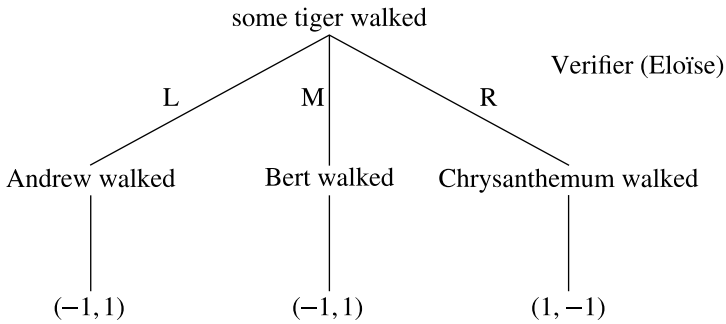 some tiger walked
Verifier (Eloïse)
L M R
Andrew walked Bert walked Chrysanthemum walked
(−1, 1) (−1, 1) (1, −1)